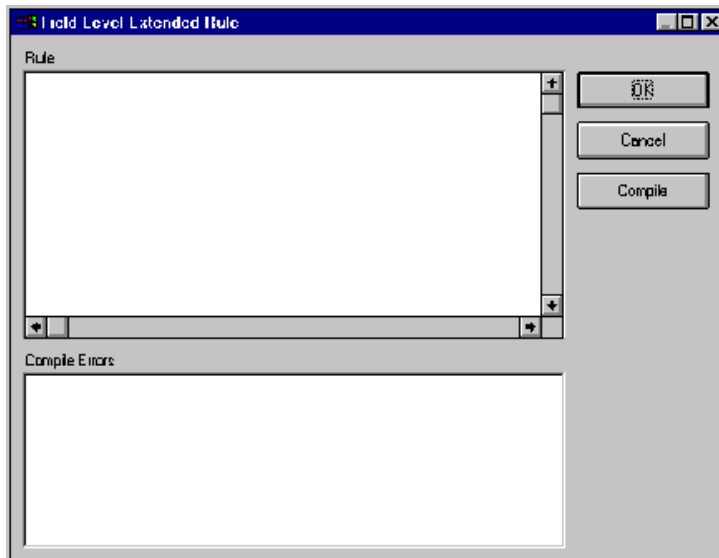 Field Level Extended Rule
Rule
OK
Cancel
Compile
Compile Errors